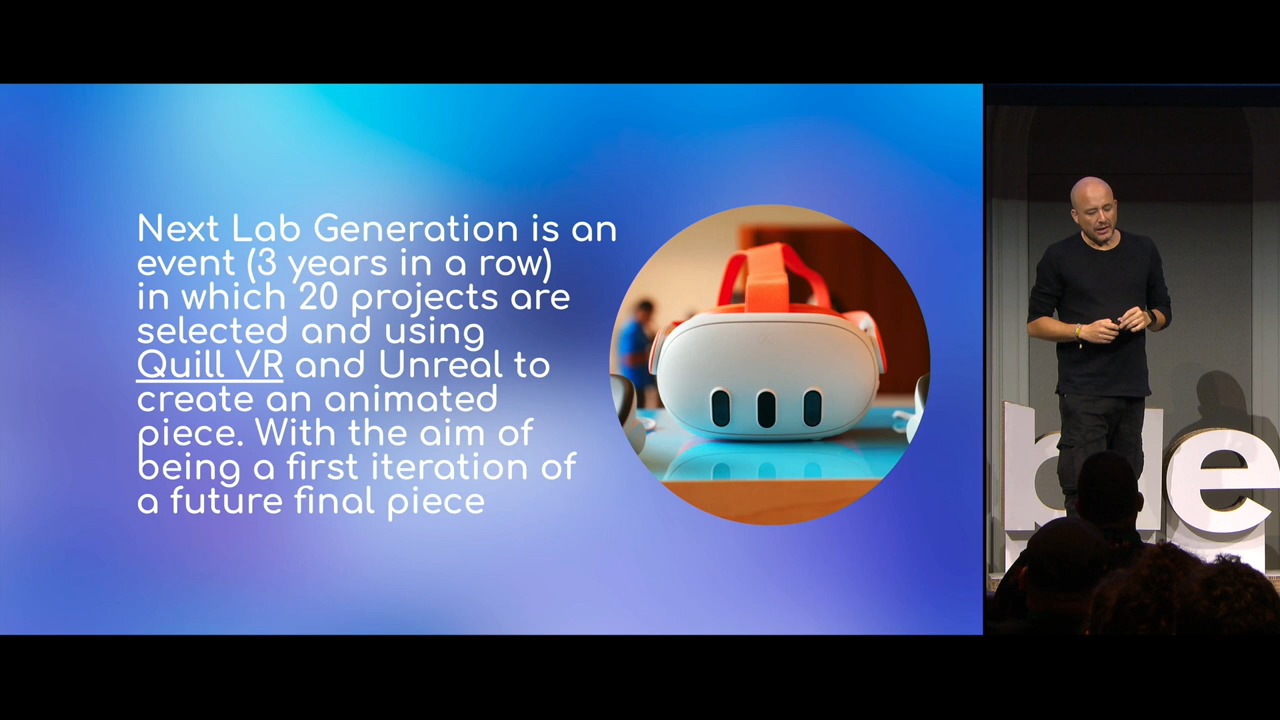 Next Lab Generation is an
event (3 years in a row)
in which 20 projects are
selected and using
Quill VR and Unreal to
create an animated
piece. With the aim of
being a first iteration of
a future final piece